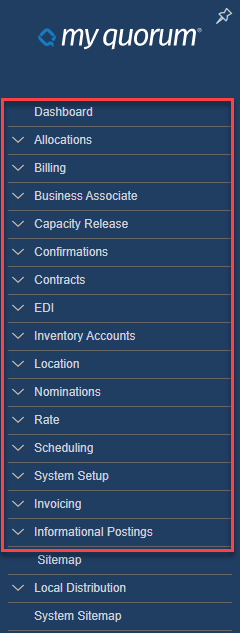 my quorum®
Dashboard
Allocations
Billing
Business Associate
Capacity Release
Confirmations
Contracts
EDI
Inventory Accounts
Location
Nominations
Rate
Scheduling
System Setup
Invoicing
Informational Postings
Sitemap
Local Distribution
System Sitemap